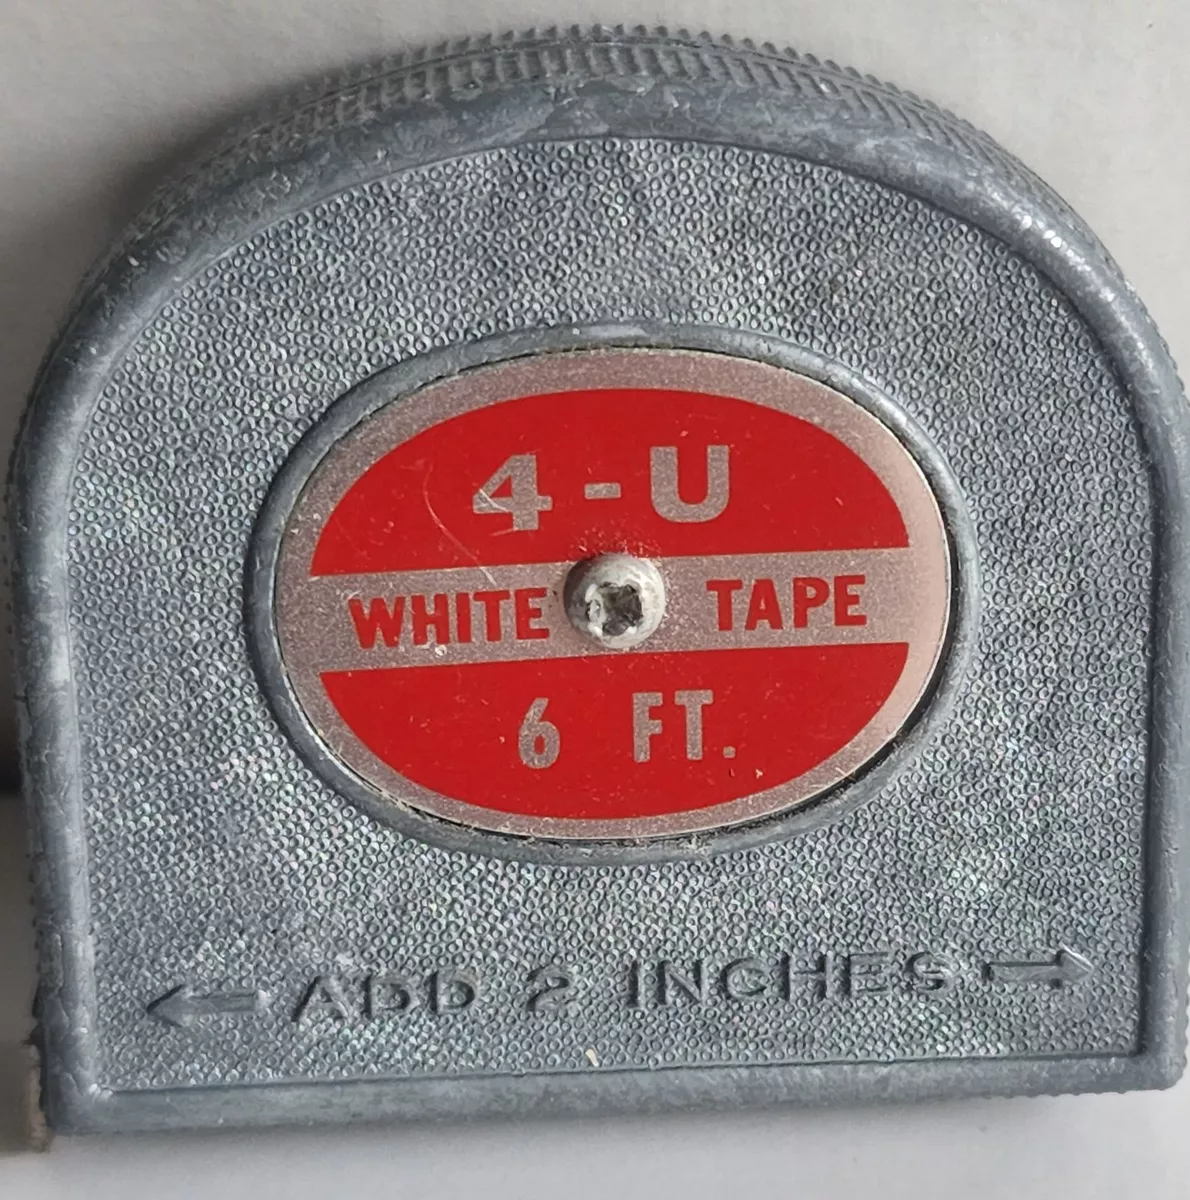 4-U
WHITE TAPE
6 FT.
← ADD 2 INCHES →